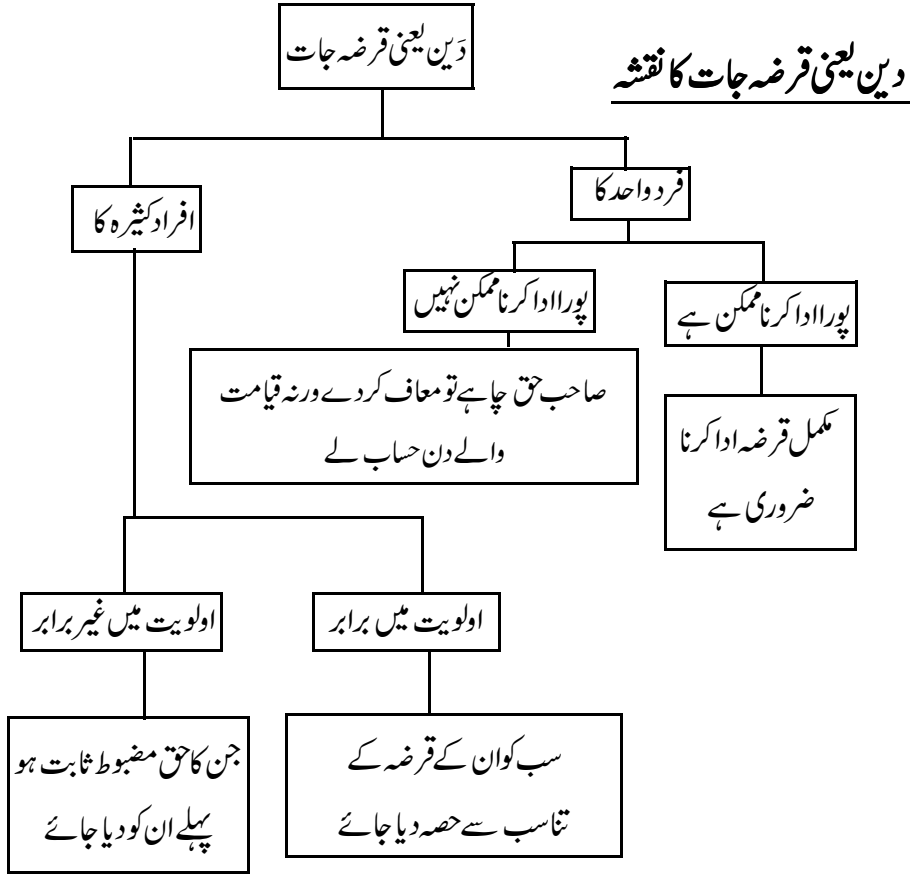 دین یعنی قرضہ جات کا نقشہ
دَین یعنی قرضہ جات
فرد واحد کا
افراد کثیرہ کا
پورا ادا کرنا ممکن ہے
پورا ادا کرنا ممکن نہیں
مکمل قرضہ ادا کرنا
ضروری ہے
صاحب حق چاہے تو معاف کر دے ورنہ قیامت
والے دن حساب لے
اولویت میں برابر
اولویت میں غیر برابر
سب کو ان کے قرضہ کے
تناسب سے حصہ دیا جائے
جن کا حق مضبوط ثابت ہو
پہلے ان کو دیا جائے